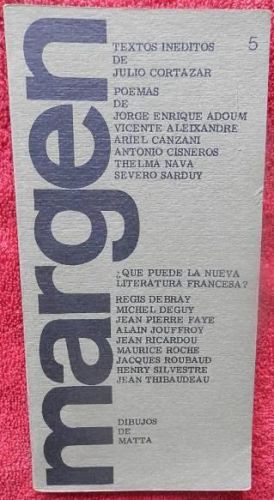 margen
5
TEXTOS INEDITOS
DE
JULIO CORTAZAR
POEMAS
DE
JORGE ENRIQUE ADOUM
VICENTE ALEIXANDRE
ARIEL CANZANI
ANTONIO CISNEROS
THELMA NAVA
SEVERO SARDUY
¿QUE PUEDE LA NUEVA
LITERATURA FRANCESA?
REGIS DEBRAY
MICHEL DEGUY
JEAN PIERRE FAYE
ALAIN JOUFFROY
JEAN RICARDOU
MAURICE ROCHE
JACQUES ROUBAUD
HENRY SILVESTRE
JEAN THIBAUDEAU
DIBUJOS
DE
MATTA